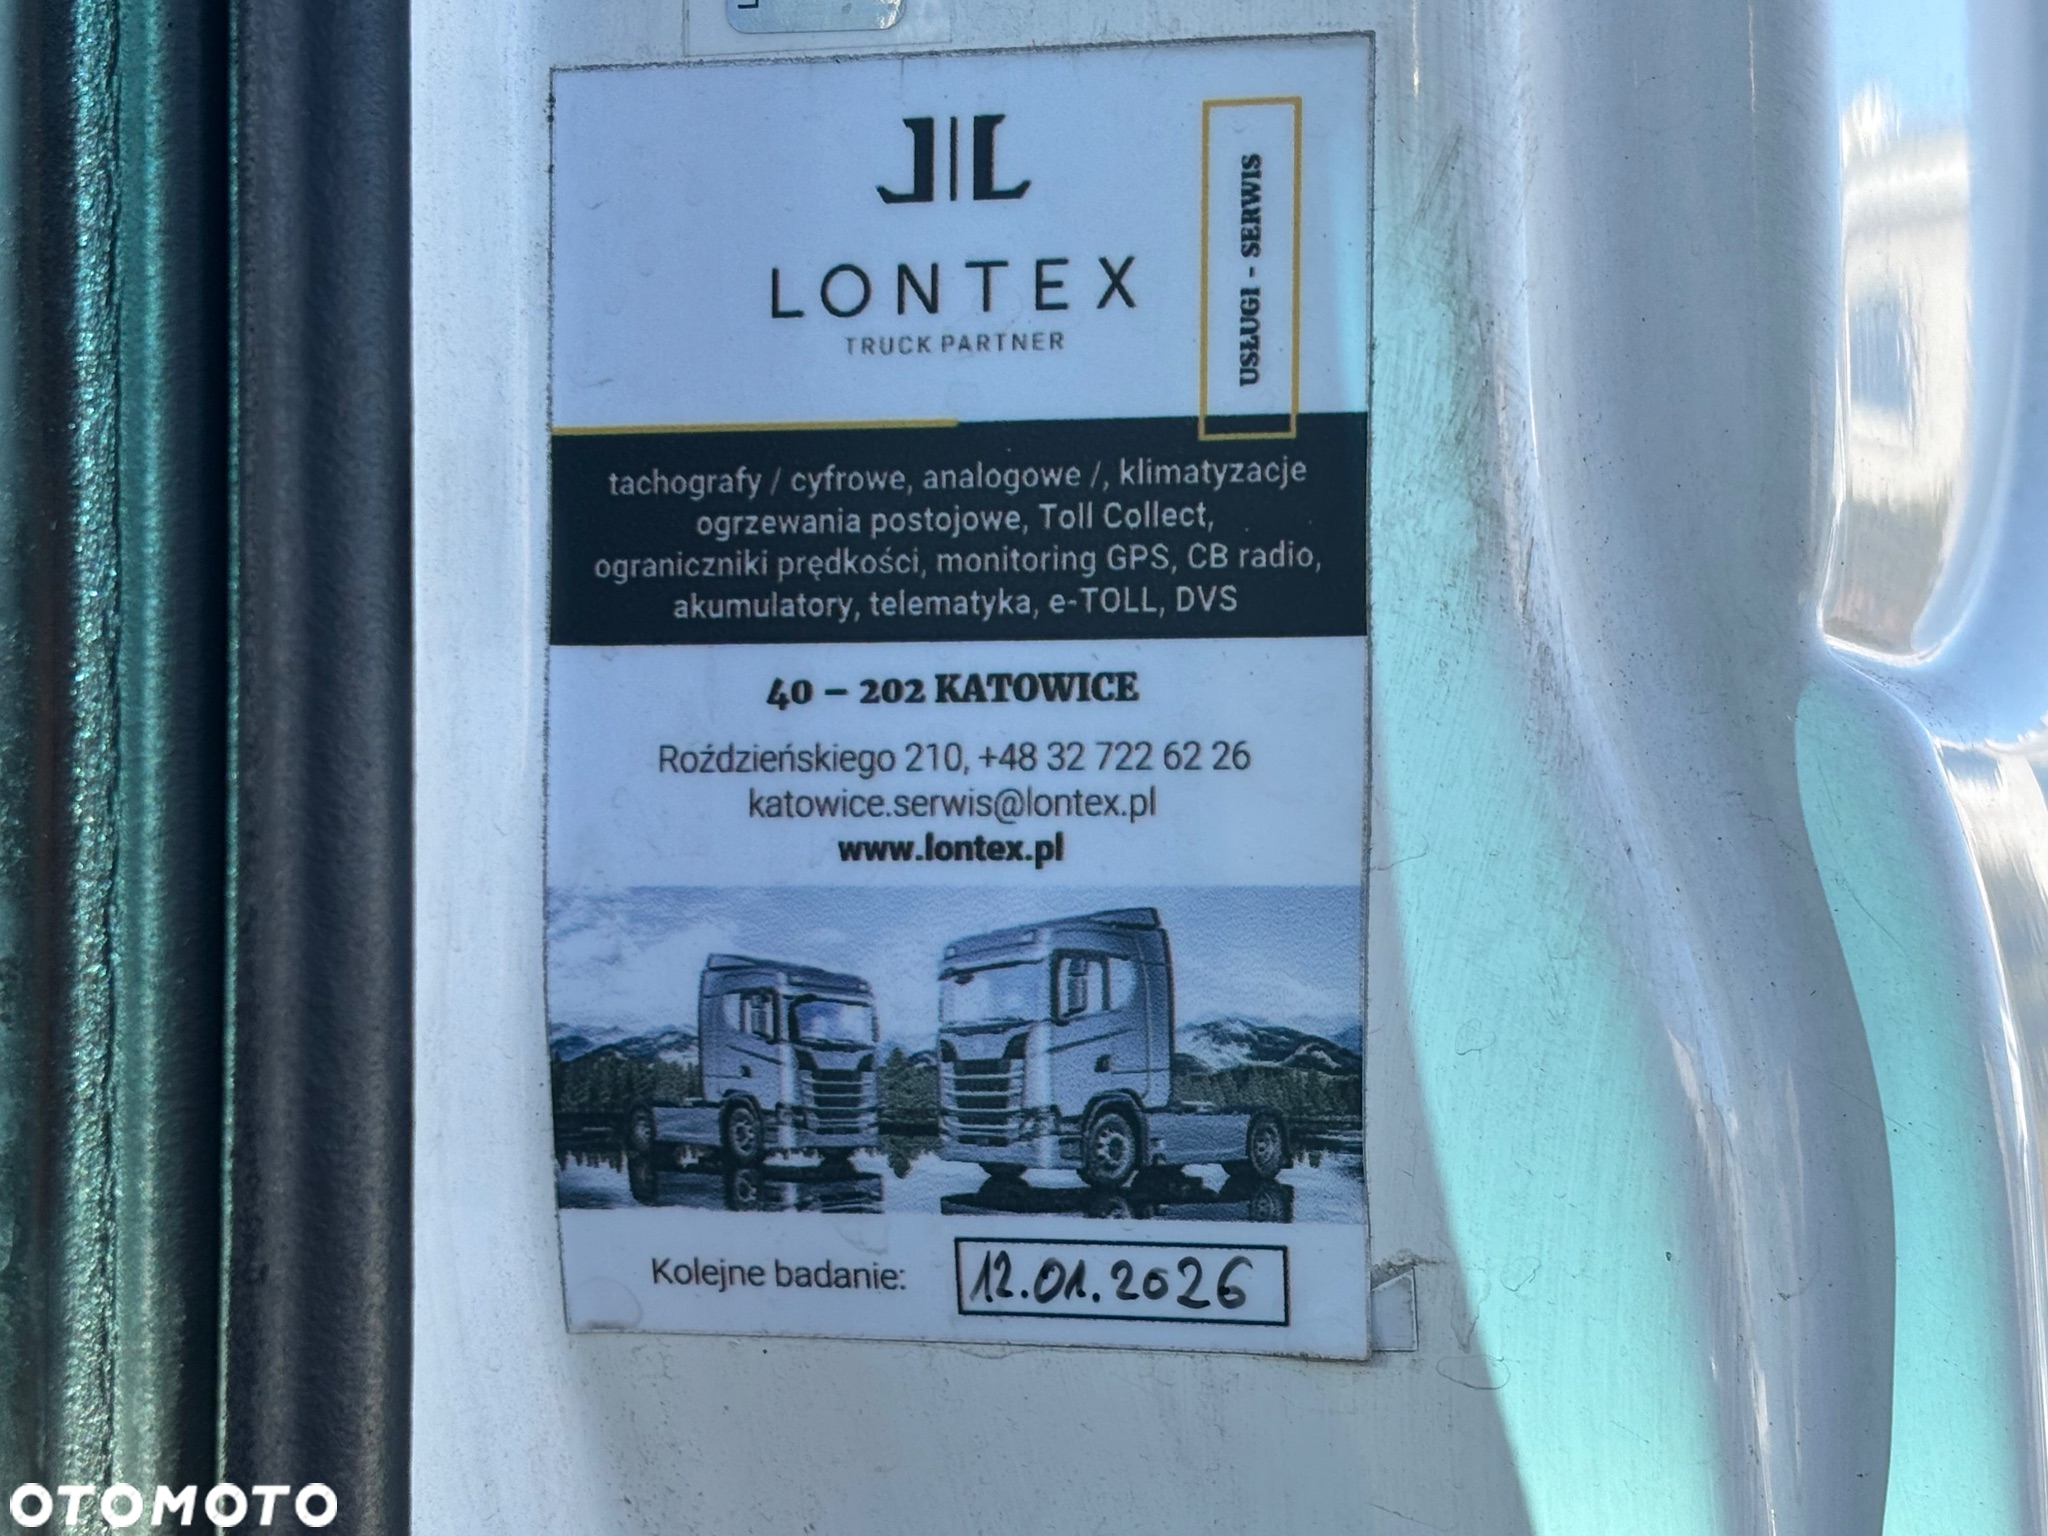 LONTEX
TRUCK PARTNER
USŁUGI - SERWIS
tachografy / cyfrowe, analogowe /, klimatyzacje
ogrzewania postojowe, Toll Collect,
ograniczniki prędkości, monitoring GPS, CB radio,
akumulatory, telematyka, e-TOLL, DVS
40 – 202 KATOWICE
Roździeńskiego 210, +48 32 722 62 26
katowice.serwis@lontex.pl
www.lontex.pl
Kolejne badanie: 12.01.2026
OTOMOTO